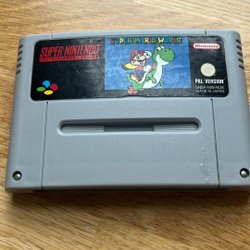 SUPER NINTENDO
ENTERTAINMENT SYSTEM
SUPER MARIO WORLD
Nintendo
PAL VERSION
MADE IN JAPAN